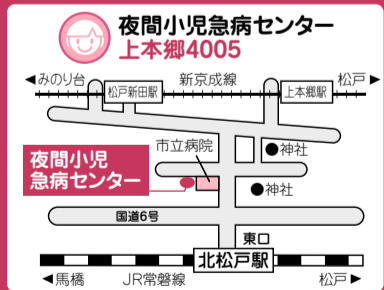 夜間小児急病センター
上本郷4005
◀みのり台
新京成線
松戸▶
松戸新田駅
上本郷駅
市立病院
●神社
夜間小児
急病センター
●神社
国道6号
東口
北松戸駅
◀馬橋
JR常磐線
松戸▶